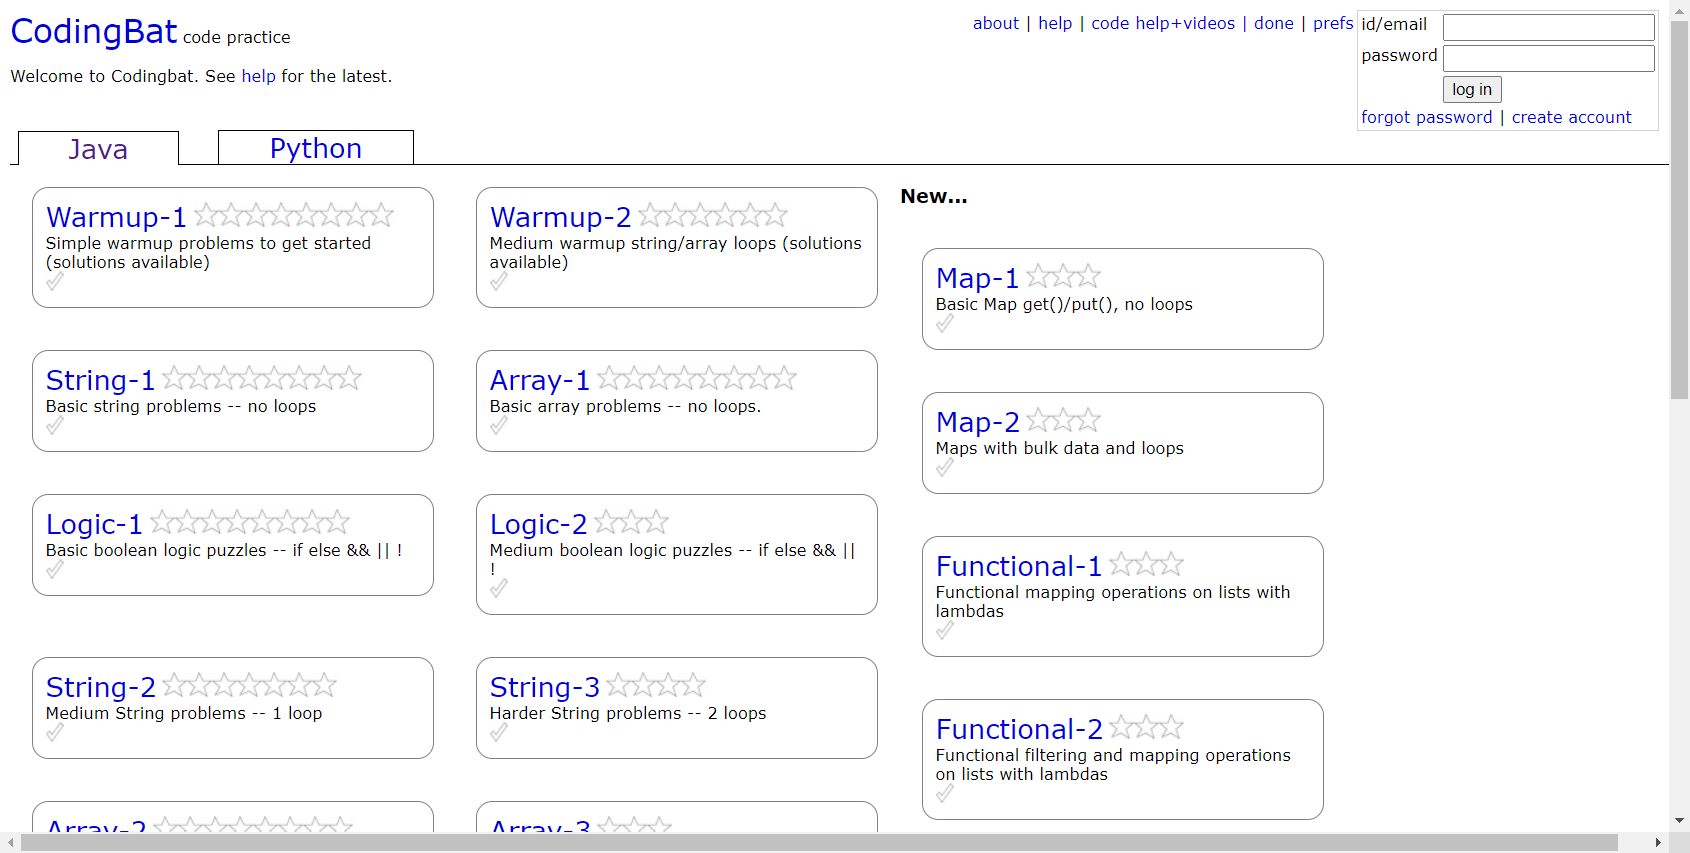 CodingBat code practice
about | help | code help+videos | done | prefs
id/email
password
log in
forgot password | create account
Welcome to Codingbat. See help for the latest.
Java
Python
Warmup-1
Simple warmup problems to get started
(solutions available)
Warmup-2
Medium warmup string/array loops (solutions
available)
New...
Map-1
Basic Map get()/put(), no loops
String-1
Basic string problems -- no loops
Array-1
Basic array problems -- no loops.
Map-2
Maps with bulk data and loops
Logic-1
Basic boolean logic puzzles -- if else && || !
Logic-2
Medium boolean logic puzzles -- if else && ||
!
Functional-1
Functional mapping operations on lists with
lambdas
String-2
Medium String problems -- 1 loop
String-3
Harder String problems -- 2 loops
Functional-2
Functional filtering and mapping operations
on lists with lambdas
Array-2
Array-3